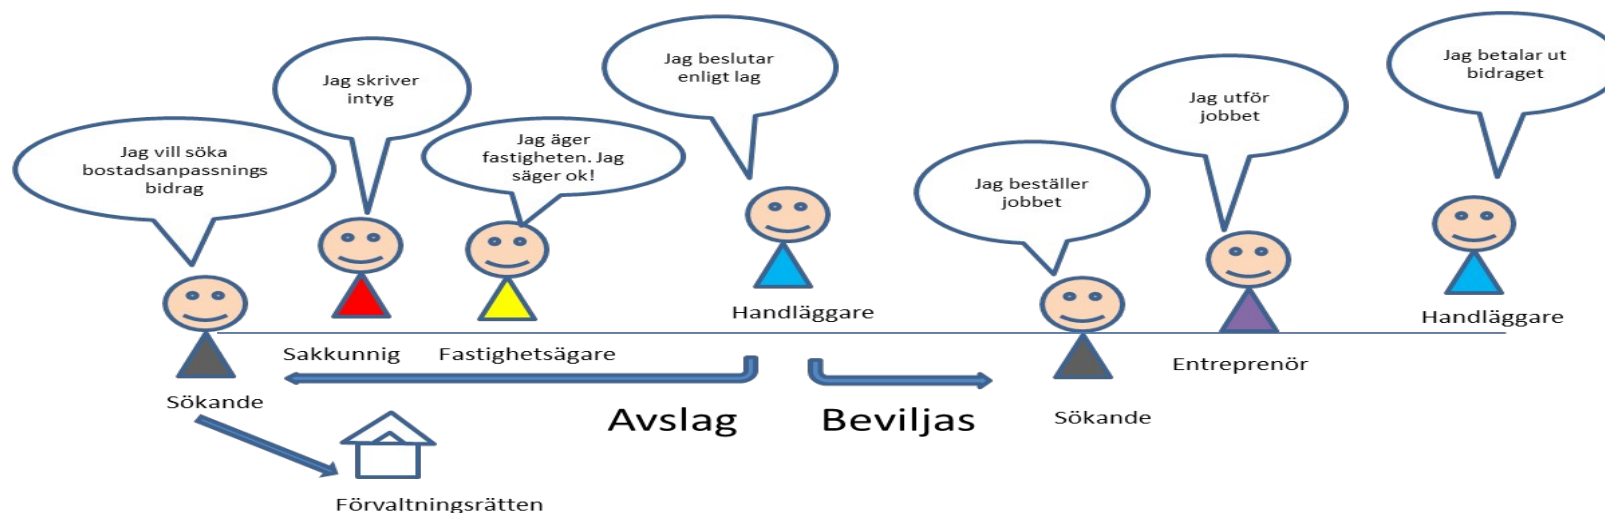 Jag vill söka
bostadsanpassnings
bidrag
Jag skriver
intyg
Jag äger
fastigheten. Jag
säger ok!
Jag beslutar
enligt lag
Jag beställer
jobbet
Jag utför
jobbet
Jag betalar ut
bidraget
Sökande
Sakkunnig
Fastighetsägare
Handläggare
Sökande
Entreprenör
Handläggare
Avslag
Beviljas
Förvaltningsrätten